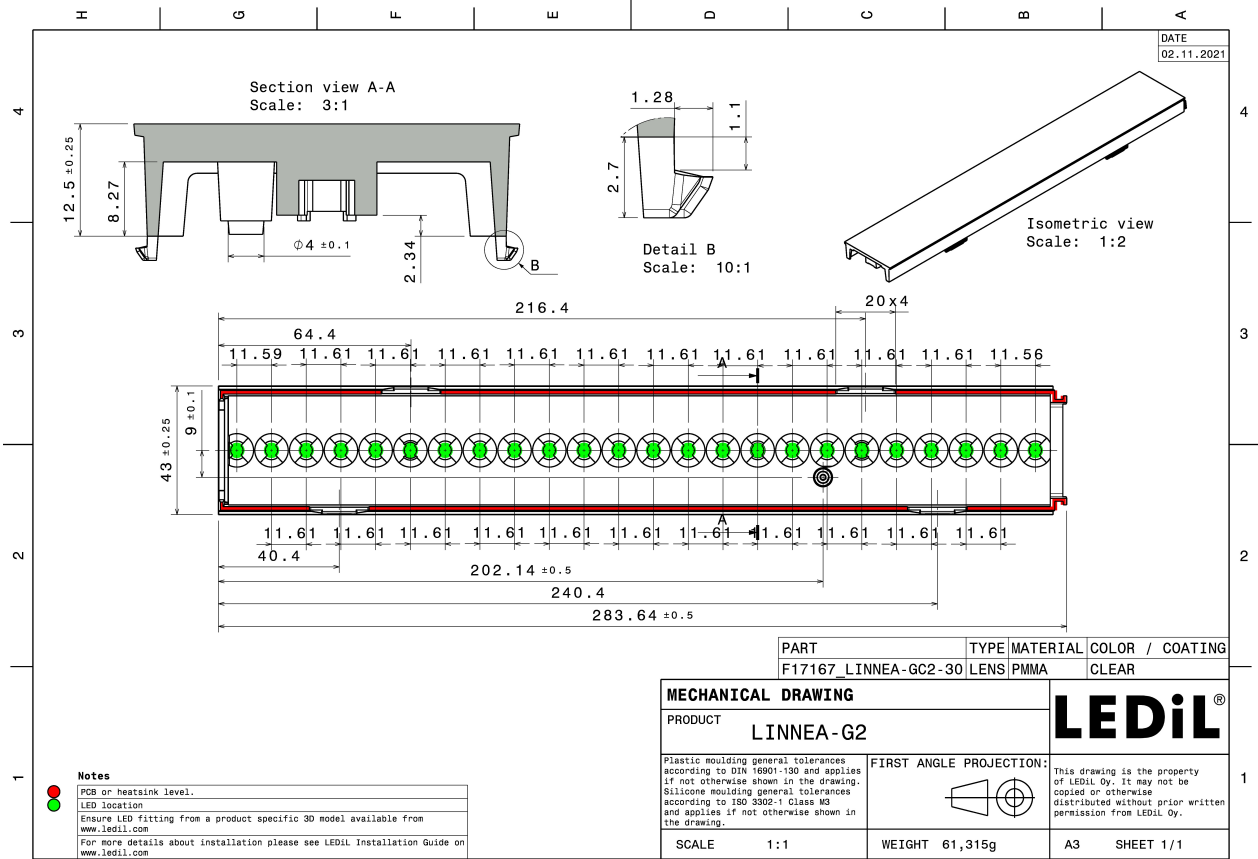 H G F E D C B A
DATE
02.11.2021
4
4
Section view A-A
Scale: 3:1
12.5 ±0.25
8.27
∅4 ±0.1
2.34
B
1.28
1.1
2.7
Detail B
Scale: 10:1
Isometric view
Scale: 1:2
3
3
216.4
20x4
64.4
11.59 11.61 11.61 11.61 11.61 11.61 11.61 11.61 11.61 11.61 11.61 11.56
A
43 ±0.25
9 ±0.1
A
11.61 11.61 11.61 11.61 11.61 11.61 11.61 11.61 11.61 11.61 11.61
2
2
40.4
202.14 ±0.5
240.4
283.64 ±0.5
PART TYPE MATERIAL COLOR / COATING
F17167_LINNEA-GC2-30 LENS PMMA CLEAR
MECHANICAL DRAWING
PRODUCT
LINNEA-G2
LEDiL®
Plastic moulding general tolerances
according to DIN 16901-130 and applies
if not otherwise shown in the drawing.
Silicone moulding general tolerances
according to ISO 3302-1 Class M3
and applies if not otherwise shown in
the drawing.
FIRST ANGLE PROJECTION:
This drawing is the property
of LEDiL Oy. It may not be
copied or otherwise
distributed without prior written
permission from LEDiL Oy.
SCALE 1:1
WEIGHT 61,315g
A3 SHEET 1/1
1
1
Notes
PCB or heatsink level.
LED location
Ensure LED fitting from a product specific 3D model available from
www.ledil.com
For more details about installation please see LEDiL Installation Guide on
www.ledil.com